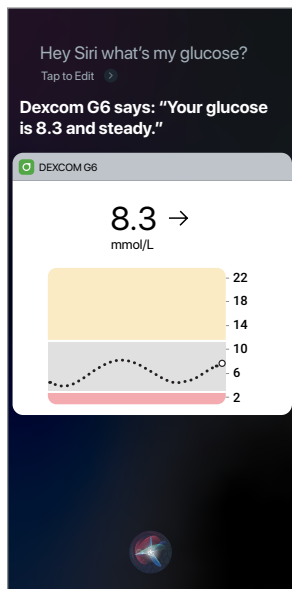 Hey Siri what's my glucose?
Tap to Edit
Dexcom G6 says: “Your glucose
is 8.3 and steady.”
DEXCOM G6
8.3
mmol/L
22
18
14
10
6
2